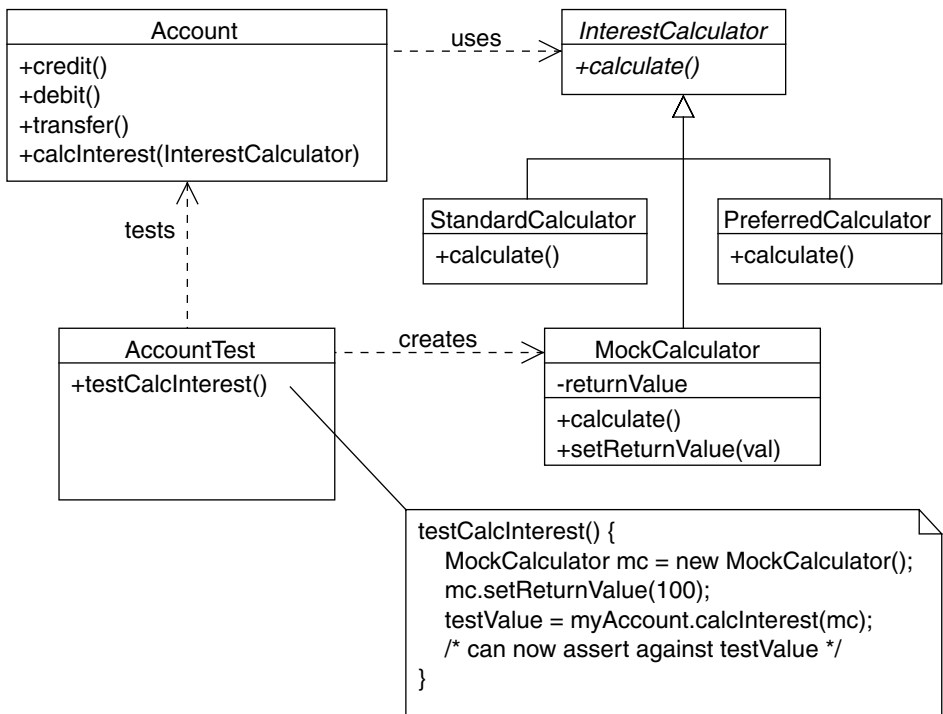 Account
+credit()
+debit()
+transfer()
+calcInterest(InterestCalculator)
uses
InterestCalculator
+calculate()
StandardCalculator
+calculate()
PreferredCalculator
+calculate()
tests
AccountTest
+testCalcInterest()
creates
MockCalculator
-returnValue
+calculate()
+setReturnValue(val)
testCalcInterest() {
MockCalculator mc = new MockCalculator();
mc.setReturnValue(100);
testValue = myAccount.calcInterest(mc);
/* can now assert against testValue */
}